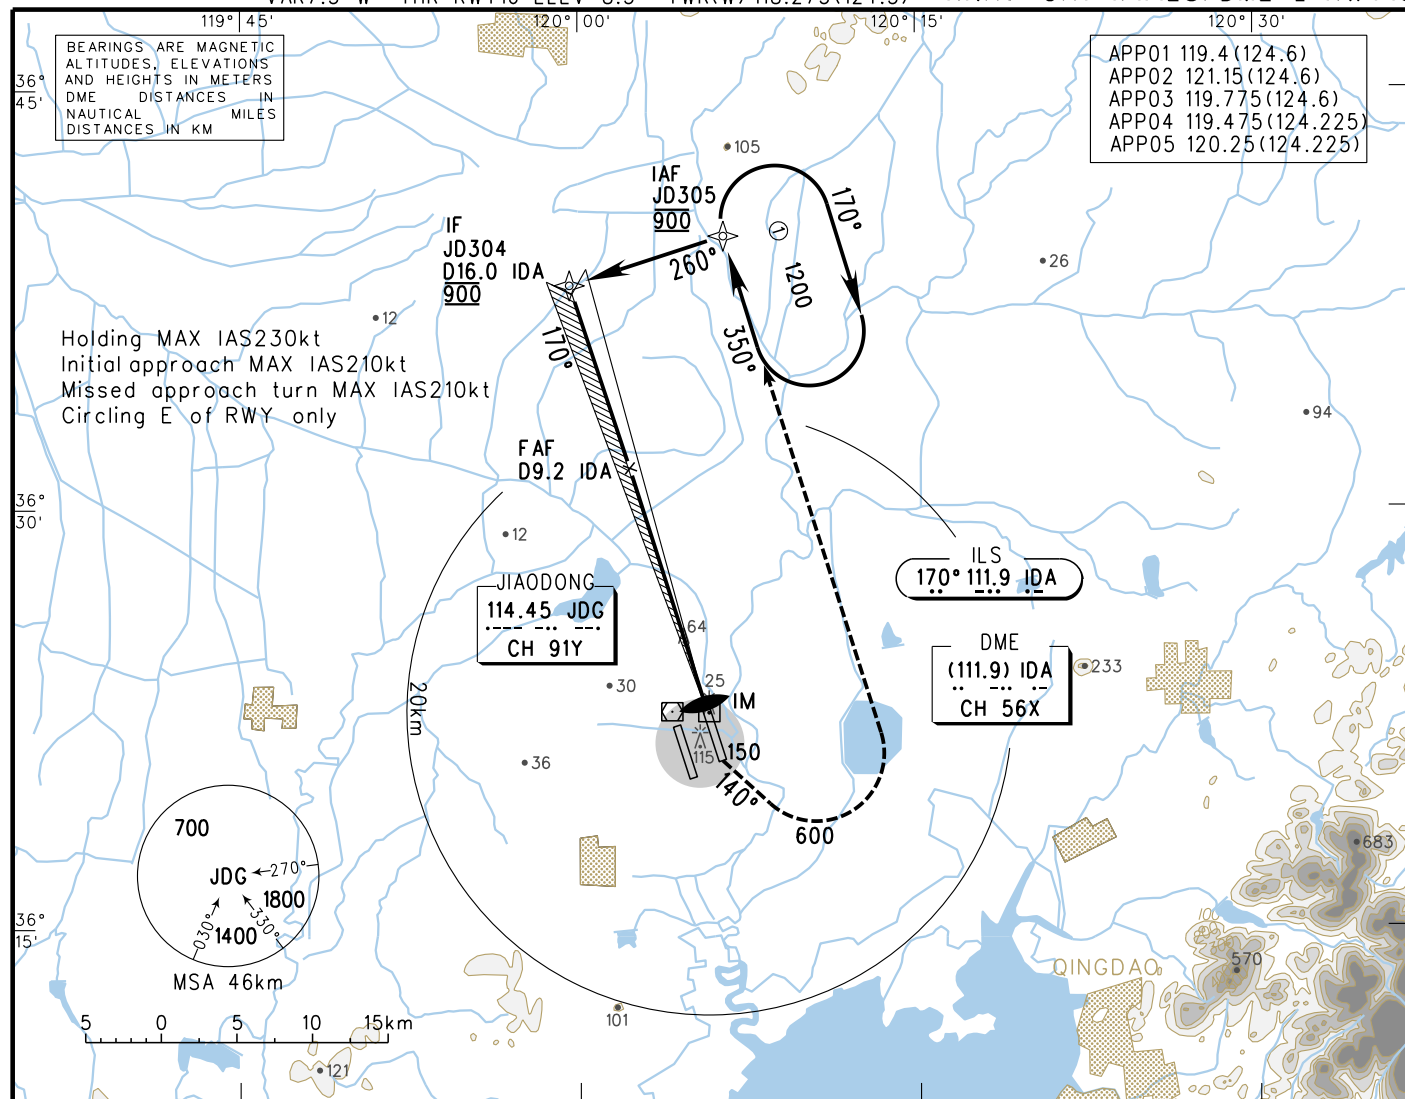 119° 45'
120° 00'
120° 15'
120° 30'
BEARINGS ARE MAGNETIC
ALTITUDES, ELEVATIONS
AND HEIGHTS IN METERS
DME DISTANCES IN
NAUTICAL MILES
DISTANCES IN KM
APP01 119.4(124.6)
APP02 121.15(124.6)
APP03 119.775(124.6)
APP04 119.475(124.225)
APP05 120.25(124.225)
36°
45'
105
IAF
JD305
900
170°
①
1200
26
IF
JD304
D16.0 IDA
900
260°
12
Holding MAX IAS230kt
Initial approach MAX IAS210kt
Missed approach turn MAX IAS210kt
Circling E of RWY only
170°
350°
94
FAF
D9.2 IDA
36°
30'
12
ILS
170° 111.9 IDA
JIAODONG
114.45 JDG
CH 91Y
64
DME
(111.9) IDA
CH 56X
233
30
25
IM
20km
36
115
150
140°
600
700
JDG
270°
1800
030°
330°
1400
MSA 46km
683
36°
15'
100
570
QINGDAO
101
5 0 5 10 15km
121